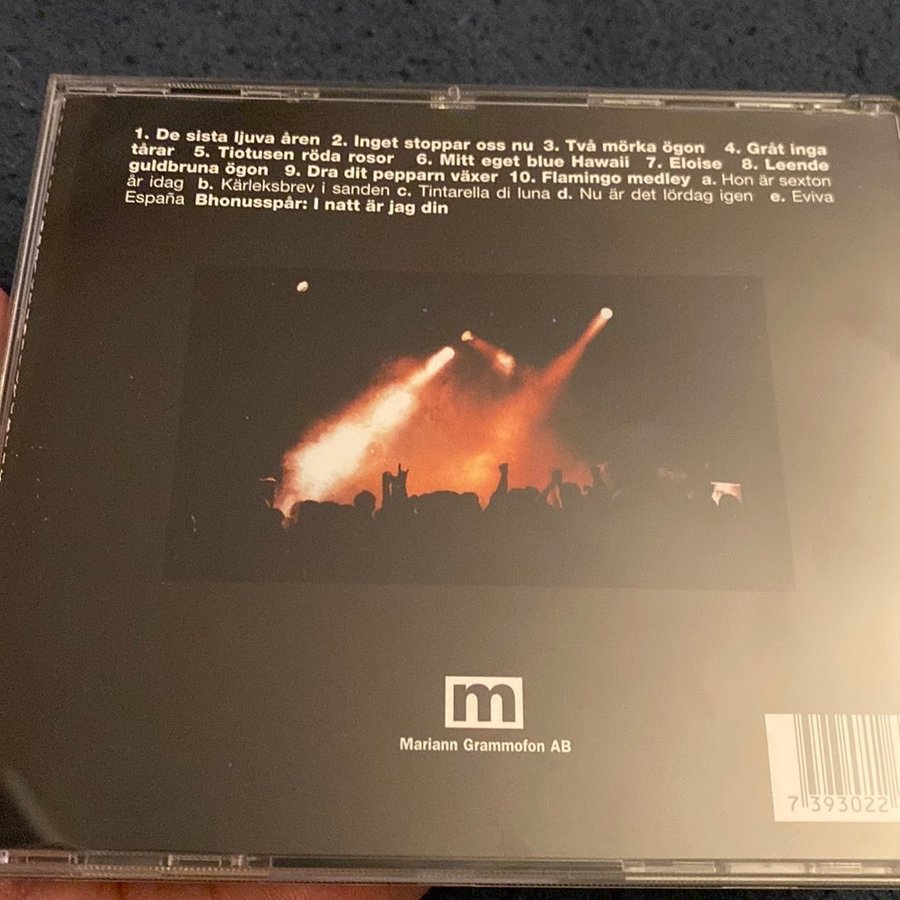 1. De sista ljuva åren 2. Inget stoppar oss nu 3. Två mörka ögon 4. Gråt inga
tårar 5. Tiotusen röda rosor 6. Mitt eget blue Hawaii 7. Eloise 8. Leende
guldbruna ögon 9. Dra dit pepparn växer 10. Flamingo medley a. Hon är sexton
år idag b. Kärleksbrev i sanden c. Tintarella di luna d. Nu är det lördag igen e. Eviva
España Bhonusspår: I natt är jag din
m
Mariann Grammofon AB
7 393022